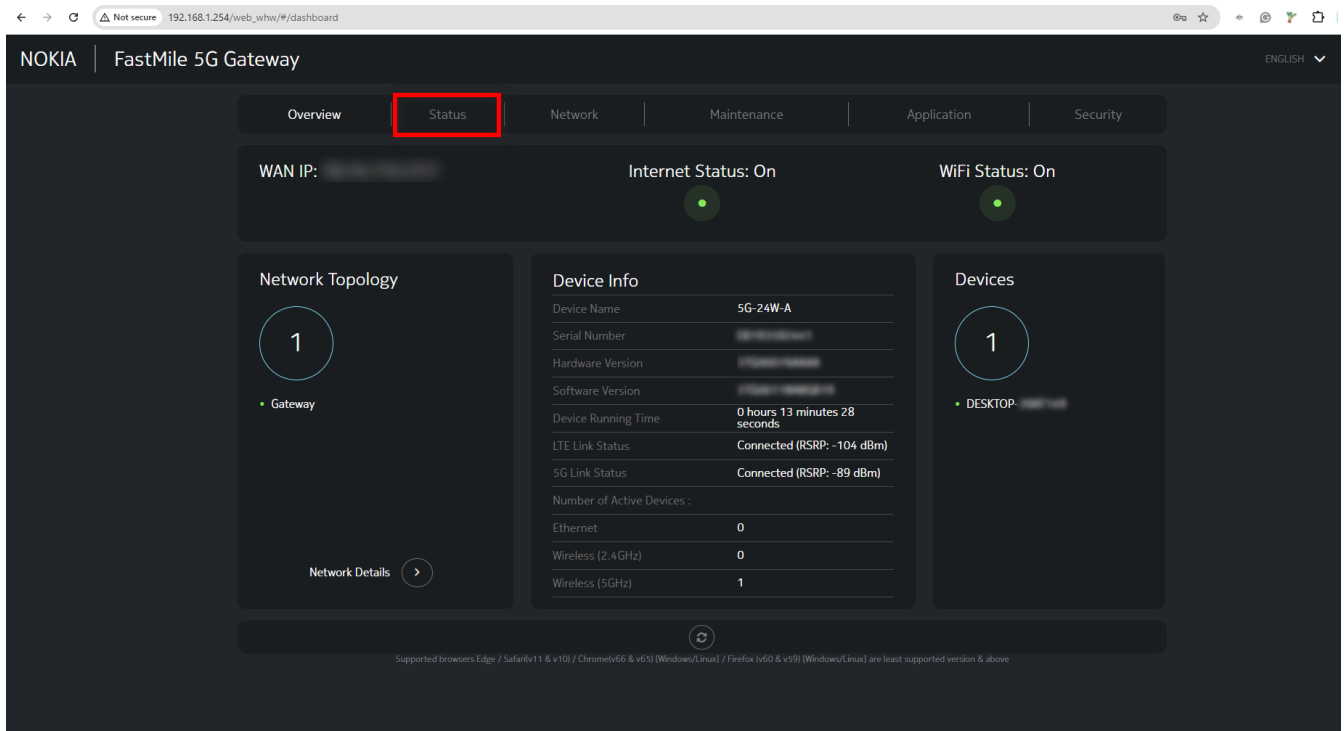 Not secure 192.168.1.254/web_whw/#/dashboard
NOKIA FastMile 5G Gateway ENGLISH
Overview Status Network Maintenance Application Security
WAN IP: Internet Status: On WiFi Status: On
Network Topology
1
Gateway
Network Details
Device Info
Device Name 5G-24W-A
Serial Number
Hardware Version
Software Version
Device Running Time 0 hours 13 minutes 28
seconds
LTE Link Status Connected (RSRP: -104 dBm)
5G Link Status Connected (RSRP: -89 dBm)
Number of Active Devices :
Ethernet 0
Wireless (2.4GHz) 0
Wireless (5GHz) 1
Devices
1
DESKTOP-
Supported browsers Edge / Safari(v11 & v10) / Chrome(v66 & v65) [Windows/Linux] / Firefox (v60 & v59) [Windows/Linux] are least supported version & above